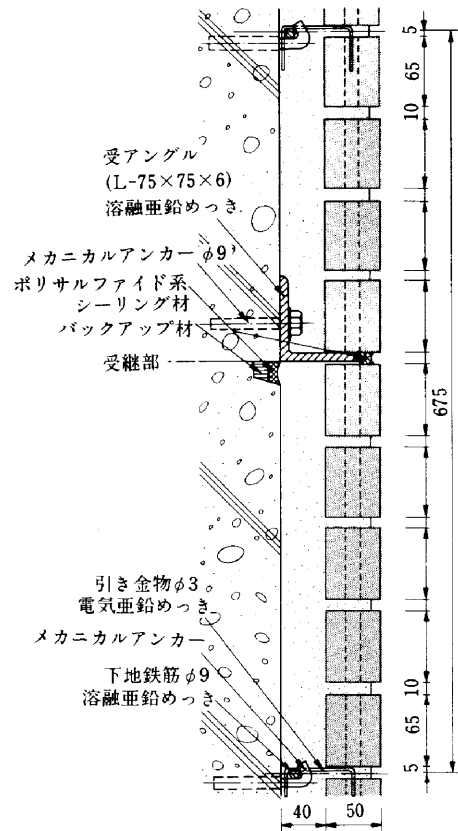 受アングル
(L-75×75×6)
溶融亜鉛めっき
メカニカルアンカー φ9
ポリサルファイド系
シーリング材
バックアップ材
受継部
引き金物φ3
電気亜鉛めっき
メカニカルアンカー
下地鉄筋 φ9
溶融亜鉛めっき
5
65
10
675
10
65
5
40
50